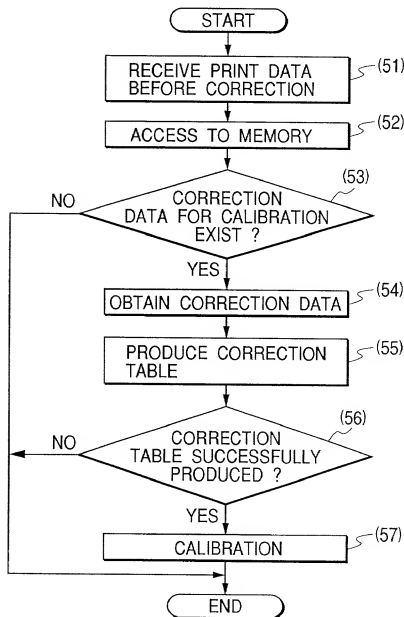 START
RECEIVE PRINT DATA
BEFORE CORRECTION
(51)
ACCESS TO MEMORY
(52)
CORRECTION
DATA FOR CALIBRATION
EXIST ?
(53)
NO
YES
OBTAIN CORRECTION DATA
(54)
PRODUCE CORRECTION
TABLE
(55)
CORRECTION
TABLE SUCCESSFULLY
PRODUCED ?
(56)
NO
YES
CALIBRATION
(57)
END